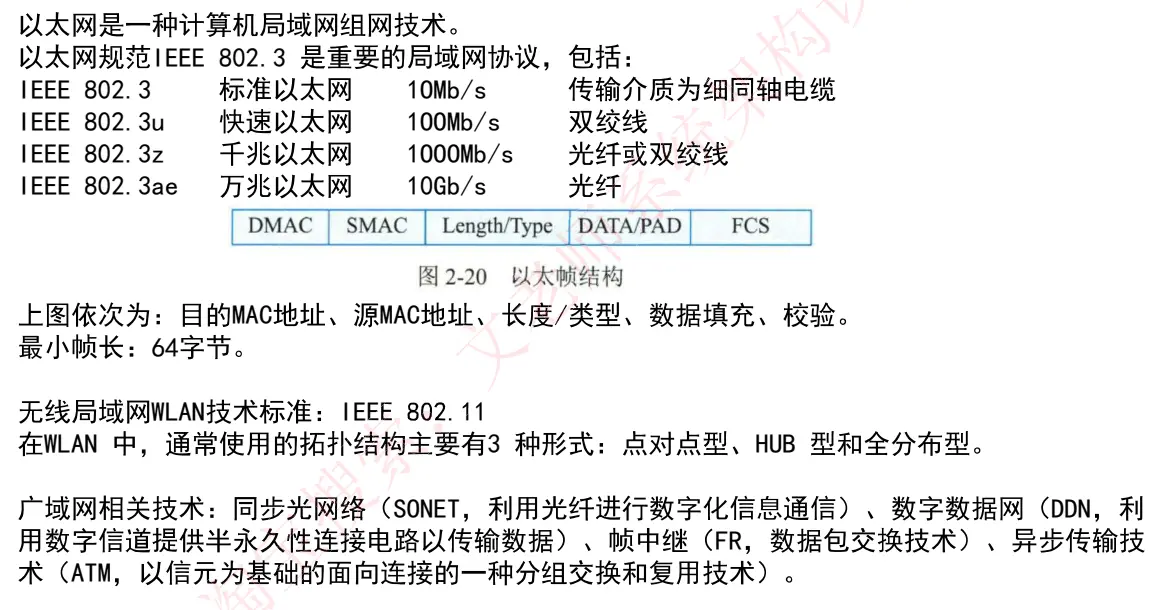 以太网是一种计算机局域网组网技术。
以太网规范IEEE 802.3 是重要的局域网协议，包括：
IEEE 802.3 标准以太网 10Mb/s 传输介质为细同轴电缆
IEEE 802.3u 快速以太网 100Mb/s 双绞线
IEEE 802.3z 千兆以太网 1000Mb/s 光纤或双绞线
IEEE 802.3ae 万兆以太网 10Gb/s 光纤
DMAC SMAC Length/Type DATA/PAD FCS
图 2-20 以太帧结构
上图依次为：目的MAC地址、源MAC地址、长度/类型、数据填充、校验。
最小帧长：64字节。
无线局域网WLAN技术标准：IEEE 802.11
在WLAN 中，通常使用的拓扑结构主要有3 种形式：点对点型、HUB 型和全分布型。
广域网相关技术：同步光网络（SONET，利用光纤进行数字化信息通信）、数字数据网（DDN，利
用数字信道提供半永久性连接电路以传输数据）、帧中继（FR，数据包交换技术）、异步传输技
术（ATM，以信元为基础的面向连接的一种分组交换和复用技术）。